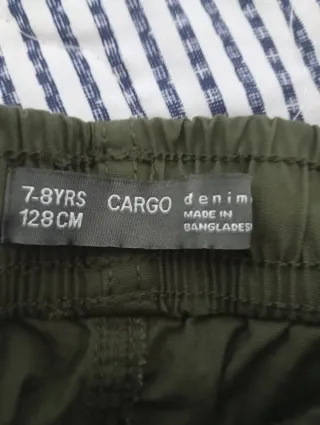 7-8YRS CARGO denim
128CM MADE IN
BANGLADES